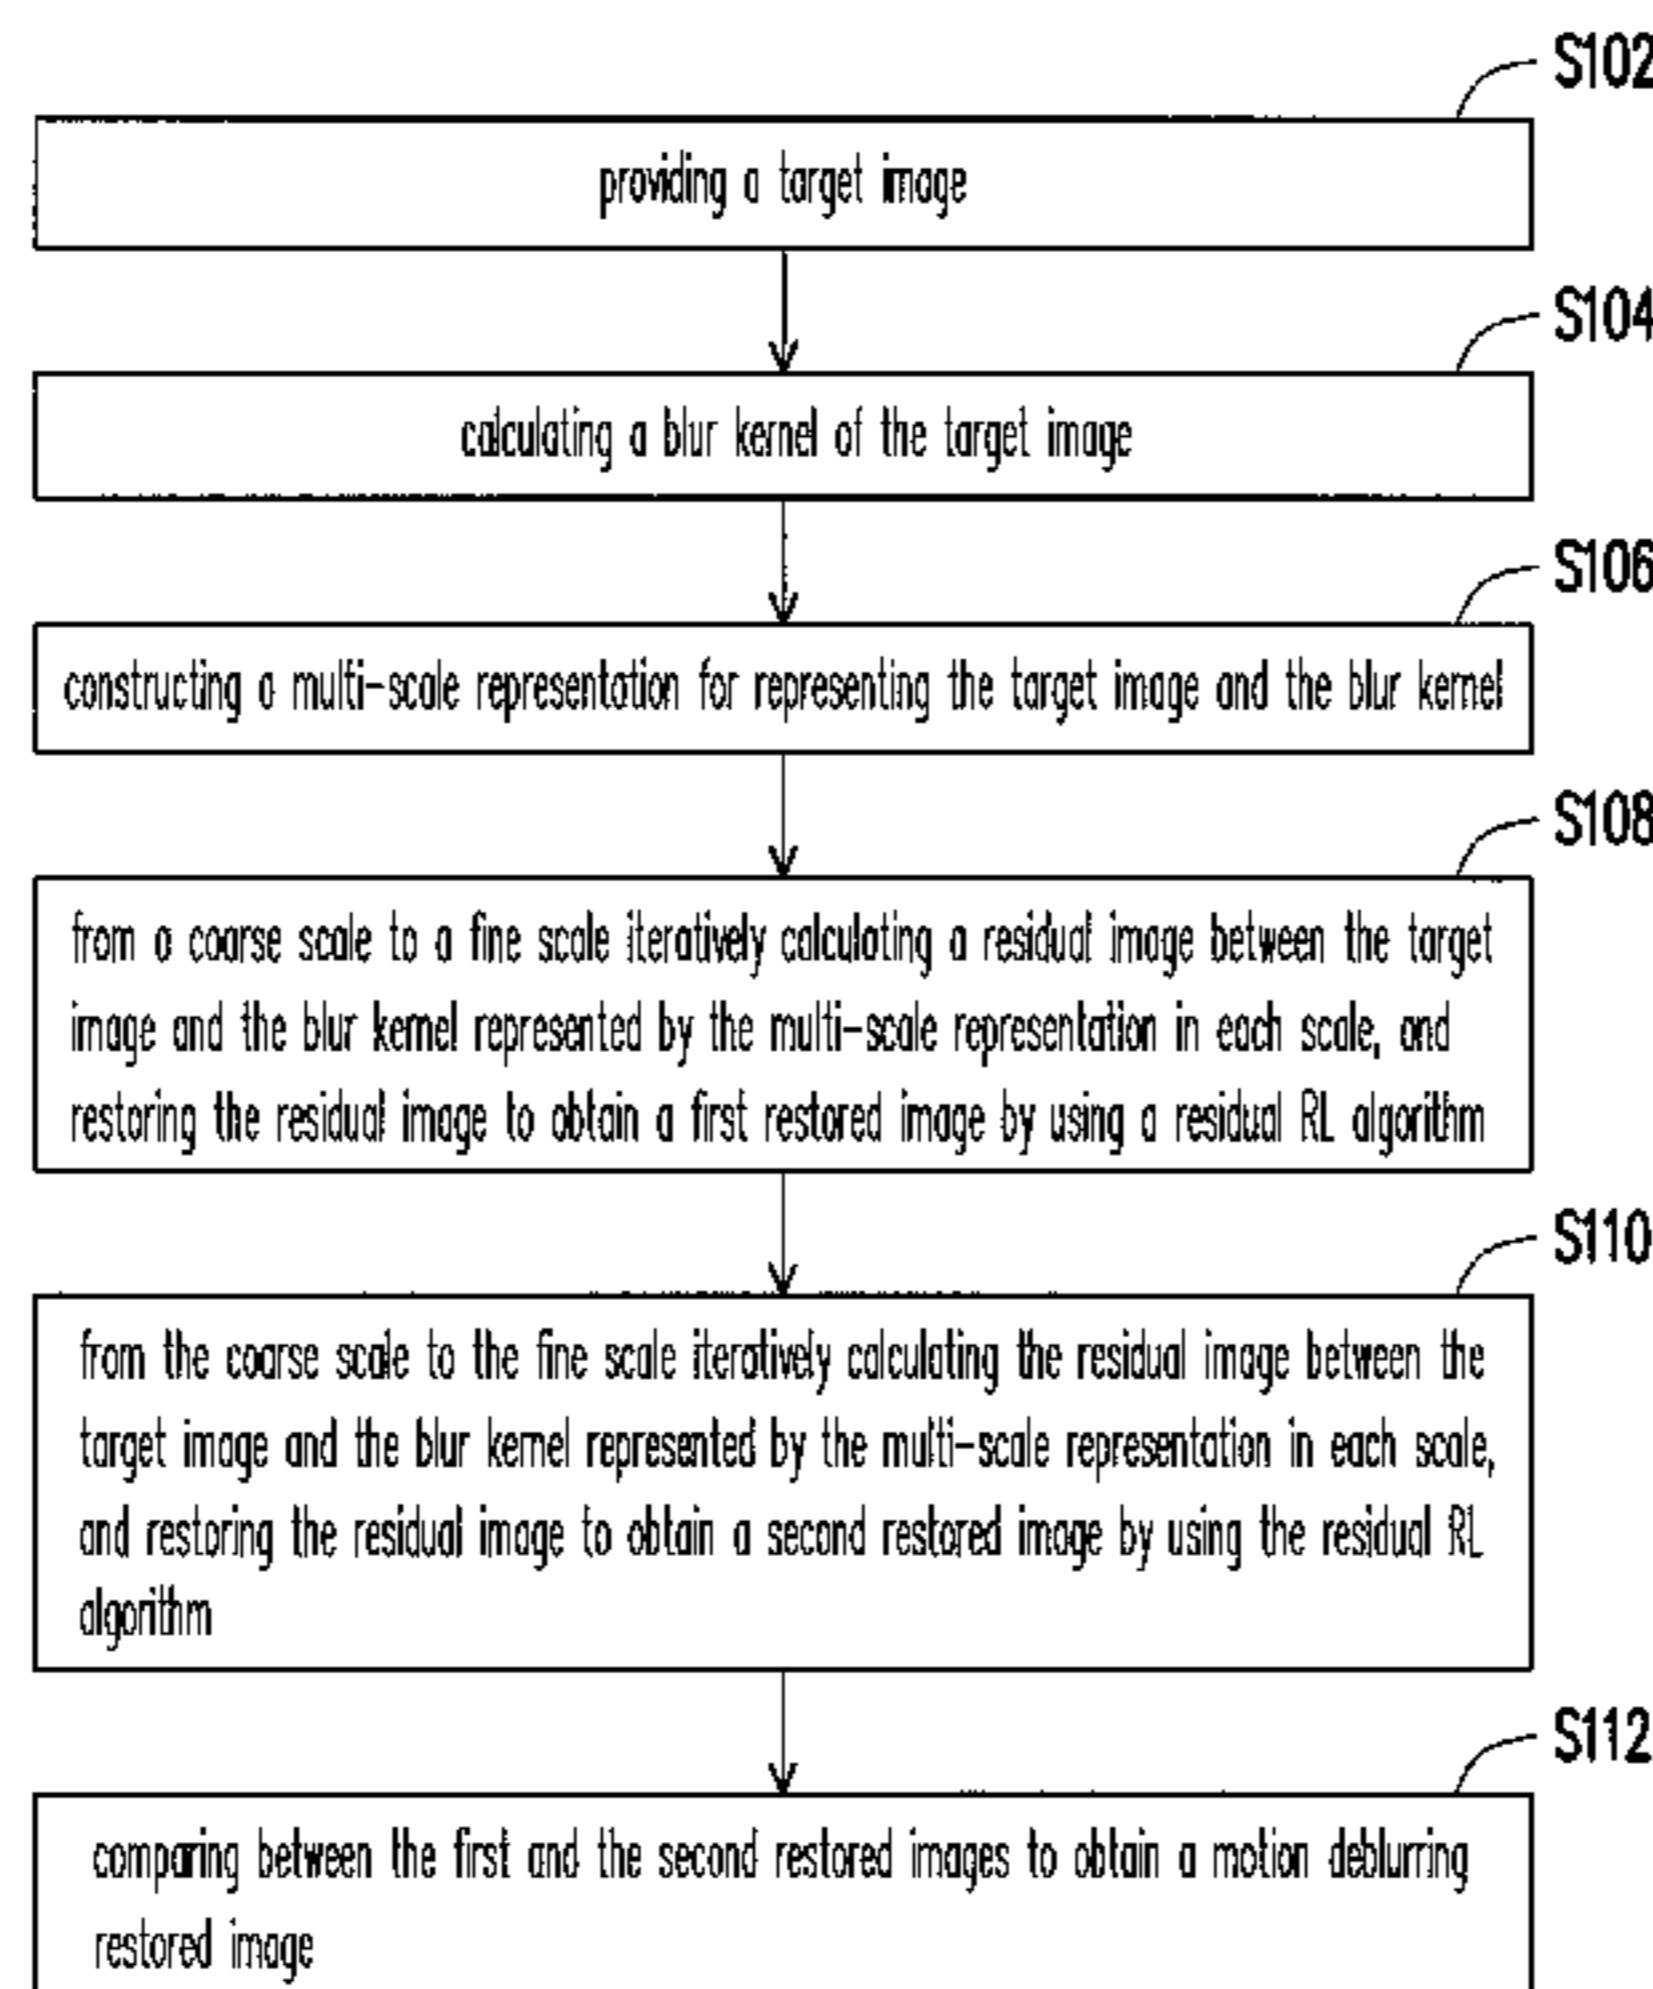 S102
providing a target image
S104
calculating a blur kernel of the target image
S106
constructing a multi-scale representation for representing the target image and the blur kernel
S108
from a coarse scale to a fine scale iteratively calculating a residual image between the target
image and the blur kernel represented by the multi-scale representation in each scale, and
restoring the residual image to obtain a first restored image by using a residual RL algorithm
S110
from the coarse scale to the fine scale iteratively calculating the residual image between the
target image and the blur kernel represented by the multi-scale representation in each scale,
and restoring the residual image to obtain a second restored image by using the residual RL
algorithm
S112
comparing between the first and the second restored images to obtain a motion deblurring
restored image